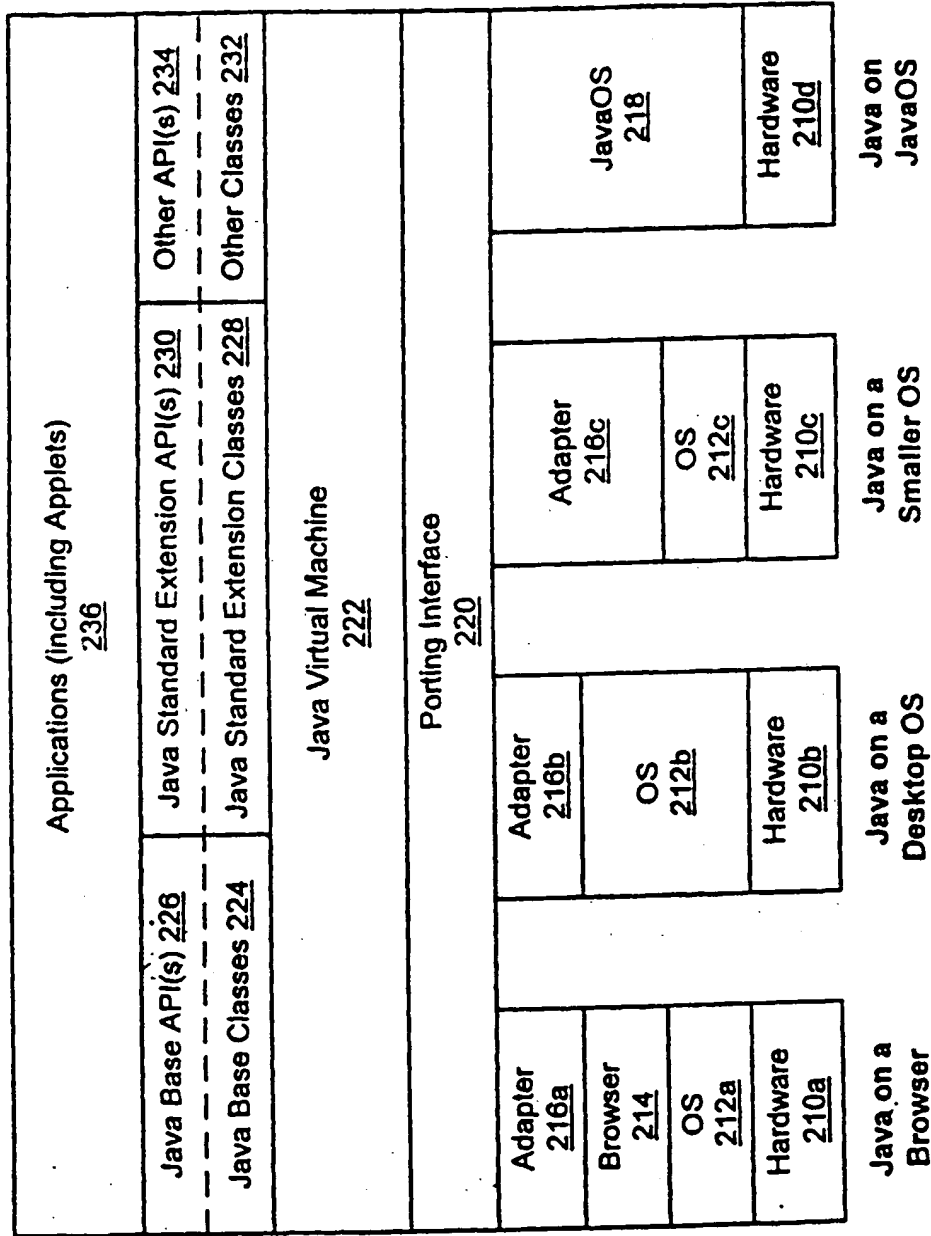 Applications (including Applets)
236
Java Base API(s) 226
Java Standard Extension API(s) 230
Other API(s) 234
Java Base Classes 224
Java Standard Extension Classes 228
Other Classes 232
Java Virtual Machine
222
Porting Interface
220
Adapter
216a
Browser
214
OS
212a
Hardware
210a
Java on a
Browser
Adapter
216b
OS
212b
Hardware
210b
Java on a
Desktop OS
Adapter
216c
OS
212c
Hardware
210c
Java on a
Smaller OS
JavaOS
218
Hardware
210d
Java on
JavaOS